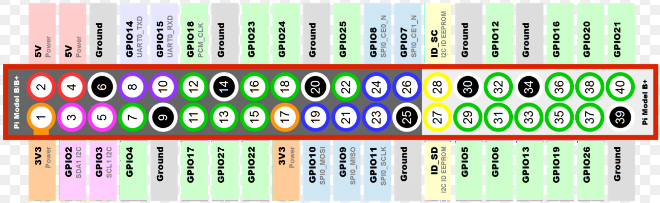 5V Power
5V Power
Ground
GPIO14 UART0_TXD
GPIO15 UART0_RXD
GPIO18 PCM_CLK
Ground
GPIO23
GPIO24
Ground
GPIO25
GPIO8 SPI0_CE0_N
GPIO7 SPI0_CE1_N
ID_SC I2C ID EEPROM
Ground
GPIO12
Ground
GPIO16
GPIO20
GPIO21
Pi Model B/B+
2 4 6 8 10 12 14 16 18 20 22 24 26 28 30 32 34 36 38 40
1 3 5 7 9 11 13 15 17 19 21 23 25 27 29 31 33 35 37 39
Pi Model B+
3V3 Power
GPIO2 SDA1 I2C
GPIO3 SCL1 I2C
GPIO4
Ground
GPIO17
GPIO27
GPIO22
3V3 Power
GPIO10 SPI0_MOSI
GPIO9 SPI0_MISO
GPIO11 SPI0_SCLK
Ground
ID_SD I2C ID EEPROM
GPIO5
GPIO6
GPIO13
GPIO19
GPIO26
Ground